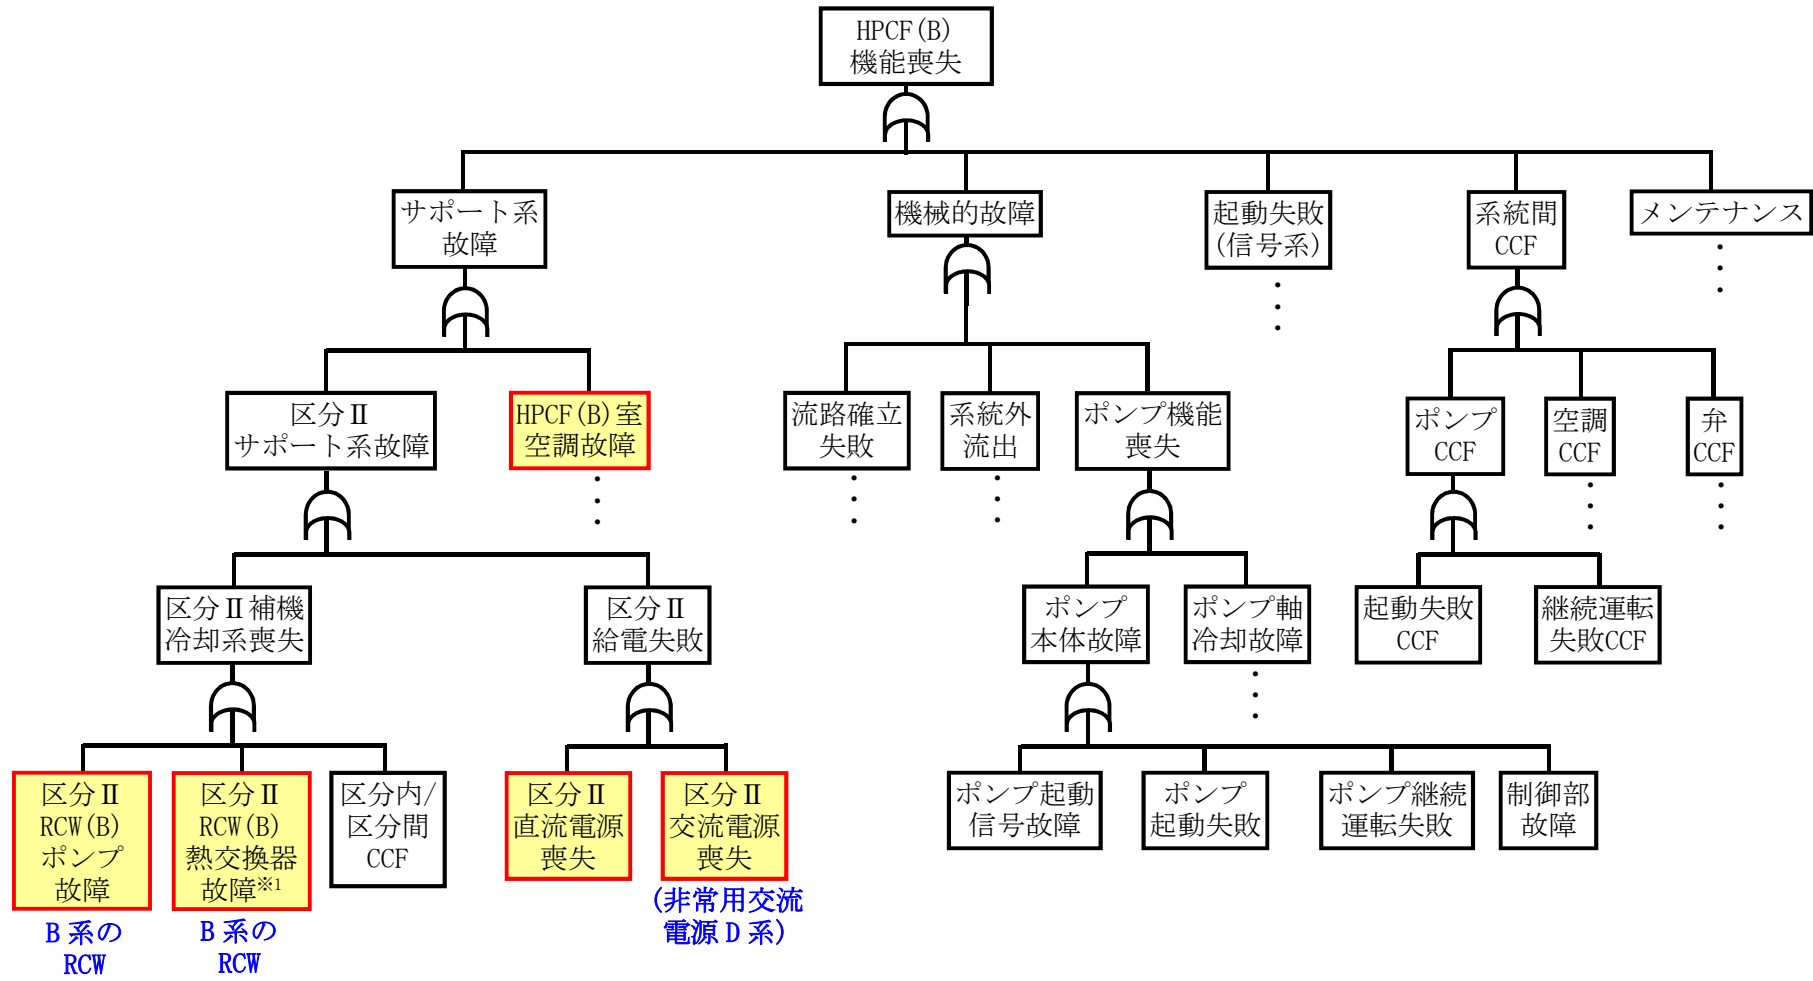 HPCF(B)
機能喪失
サポート系
故障
機械的故障
起動失敗
(信号系)
系統間
CCF
メンテナンス
区分Ⅱ
サポート系故障
HPCF(B)室
空調故障
流路確立
失敗
系統外
流出
ポンプ機能
喪失
ポンプ
CCF
空調
CCF
弁
CCF
区分Ⅱ補機
冷却系喪失
区分Ⅱ
給電失敗
ポンプ
本体故障
ポンプ軸
冷却故障
起動失敗
CCF
継続運転
失敗CCF
区分Ⅱ
RCW(B)
ポンプ
故障
区分Ⅱ
RCW(B)
熱交換器
故障※1
区分内/
区分間
CCF
区分Ⅱ
直流電源
喪失
区分Ⅱ
交流電源
喪失
ポンプ起動
信号故障
ポンプ
起動失敗
ポンプ継続
運転失敗
制御部
故障
B 系の
RCW
B 系の
RCW
(非常用交流
電源 D 系)